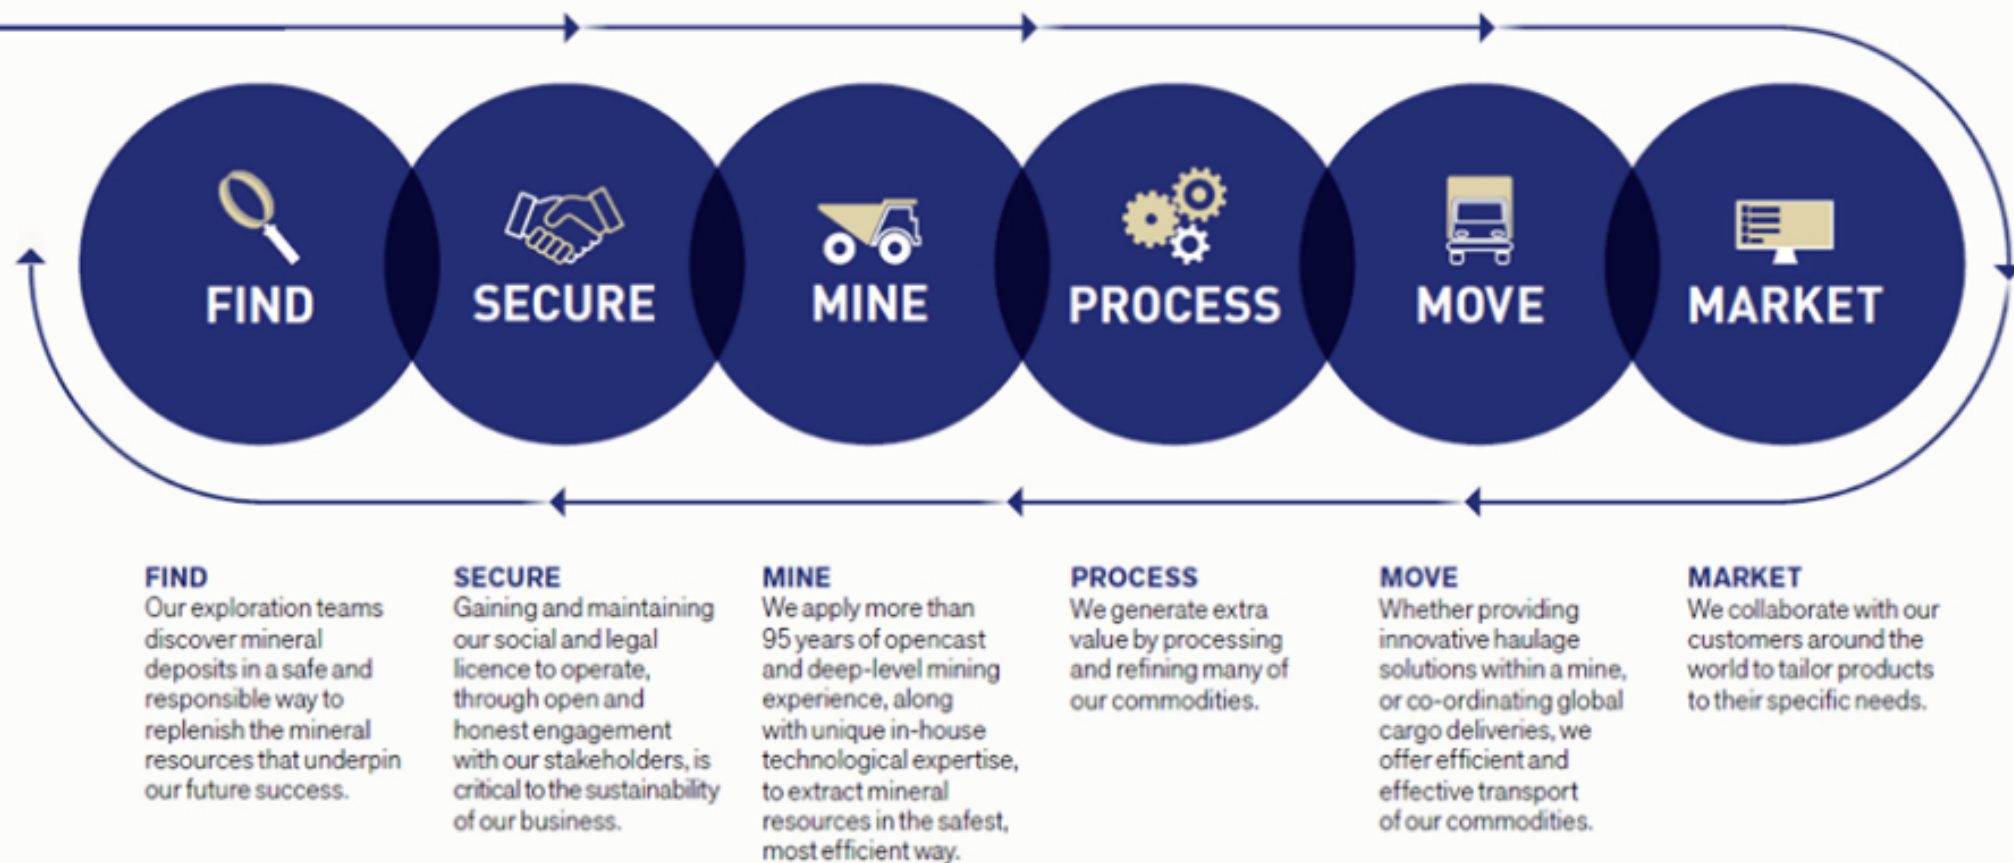 FIND
SECURE
MINE
PROCESS
MOVE
MARKET
FIND
Our exploration teams
discover mineral
deposits in a safe and
responsible way to
replenish the mineral
resources that underpin
our future success.
SECURE
Gaining and maintaining
our social and legal
licence to operate,
through open and
honest engagement
with our stakeholders, is
critical to the sustainability
of our business.
MINE
We apply more than
95 years of opencast
and deep-level mining
experience, along
with unique in-house
technological expertise,
to extract mineral
resources in the safest,
most efficient way.
PROCESS
We generate extra
value by processing
and refining many of
our commodities.
MOVE
Whether providing
innovative haulage
solutions within a mine,
or co-ordinating global
cargo deliveries, we
offer efficient and
effective transport
of our commodities.
MARKET
We collaborate with our
customers around the
world to tailor products
to their specific needs.